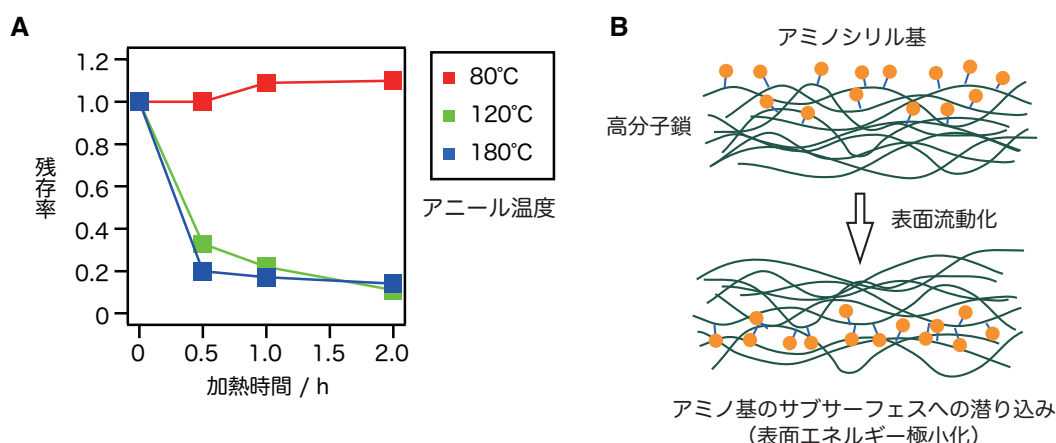 A
1.2
1.0
0.8
0.6
0.4
0.2
0
0
0.5
1.0
1.5
2.0
残存率
加熱時間 / h
80℃
120℃
180℃
アニール温度
B
アミノシリル基
高分子鎖
表面流動化
アミノ基のサブサーフェスへの潜り込み
（表面エネルギー極小化）